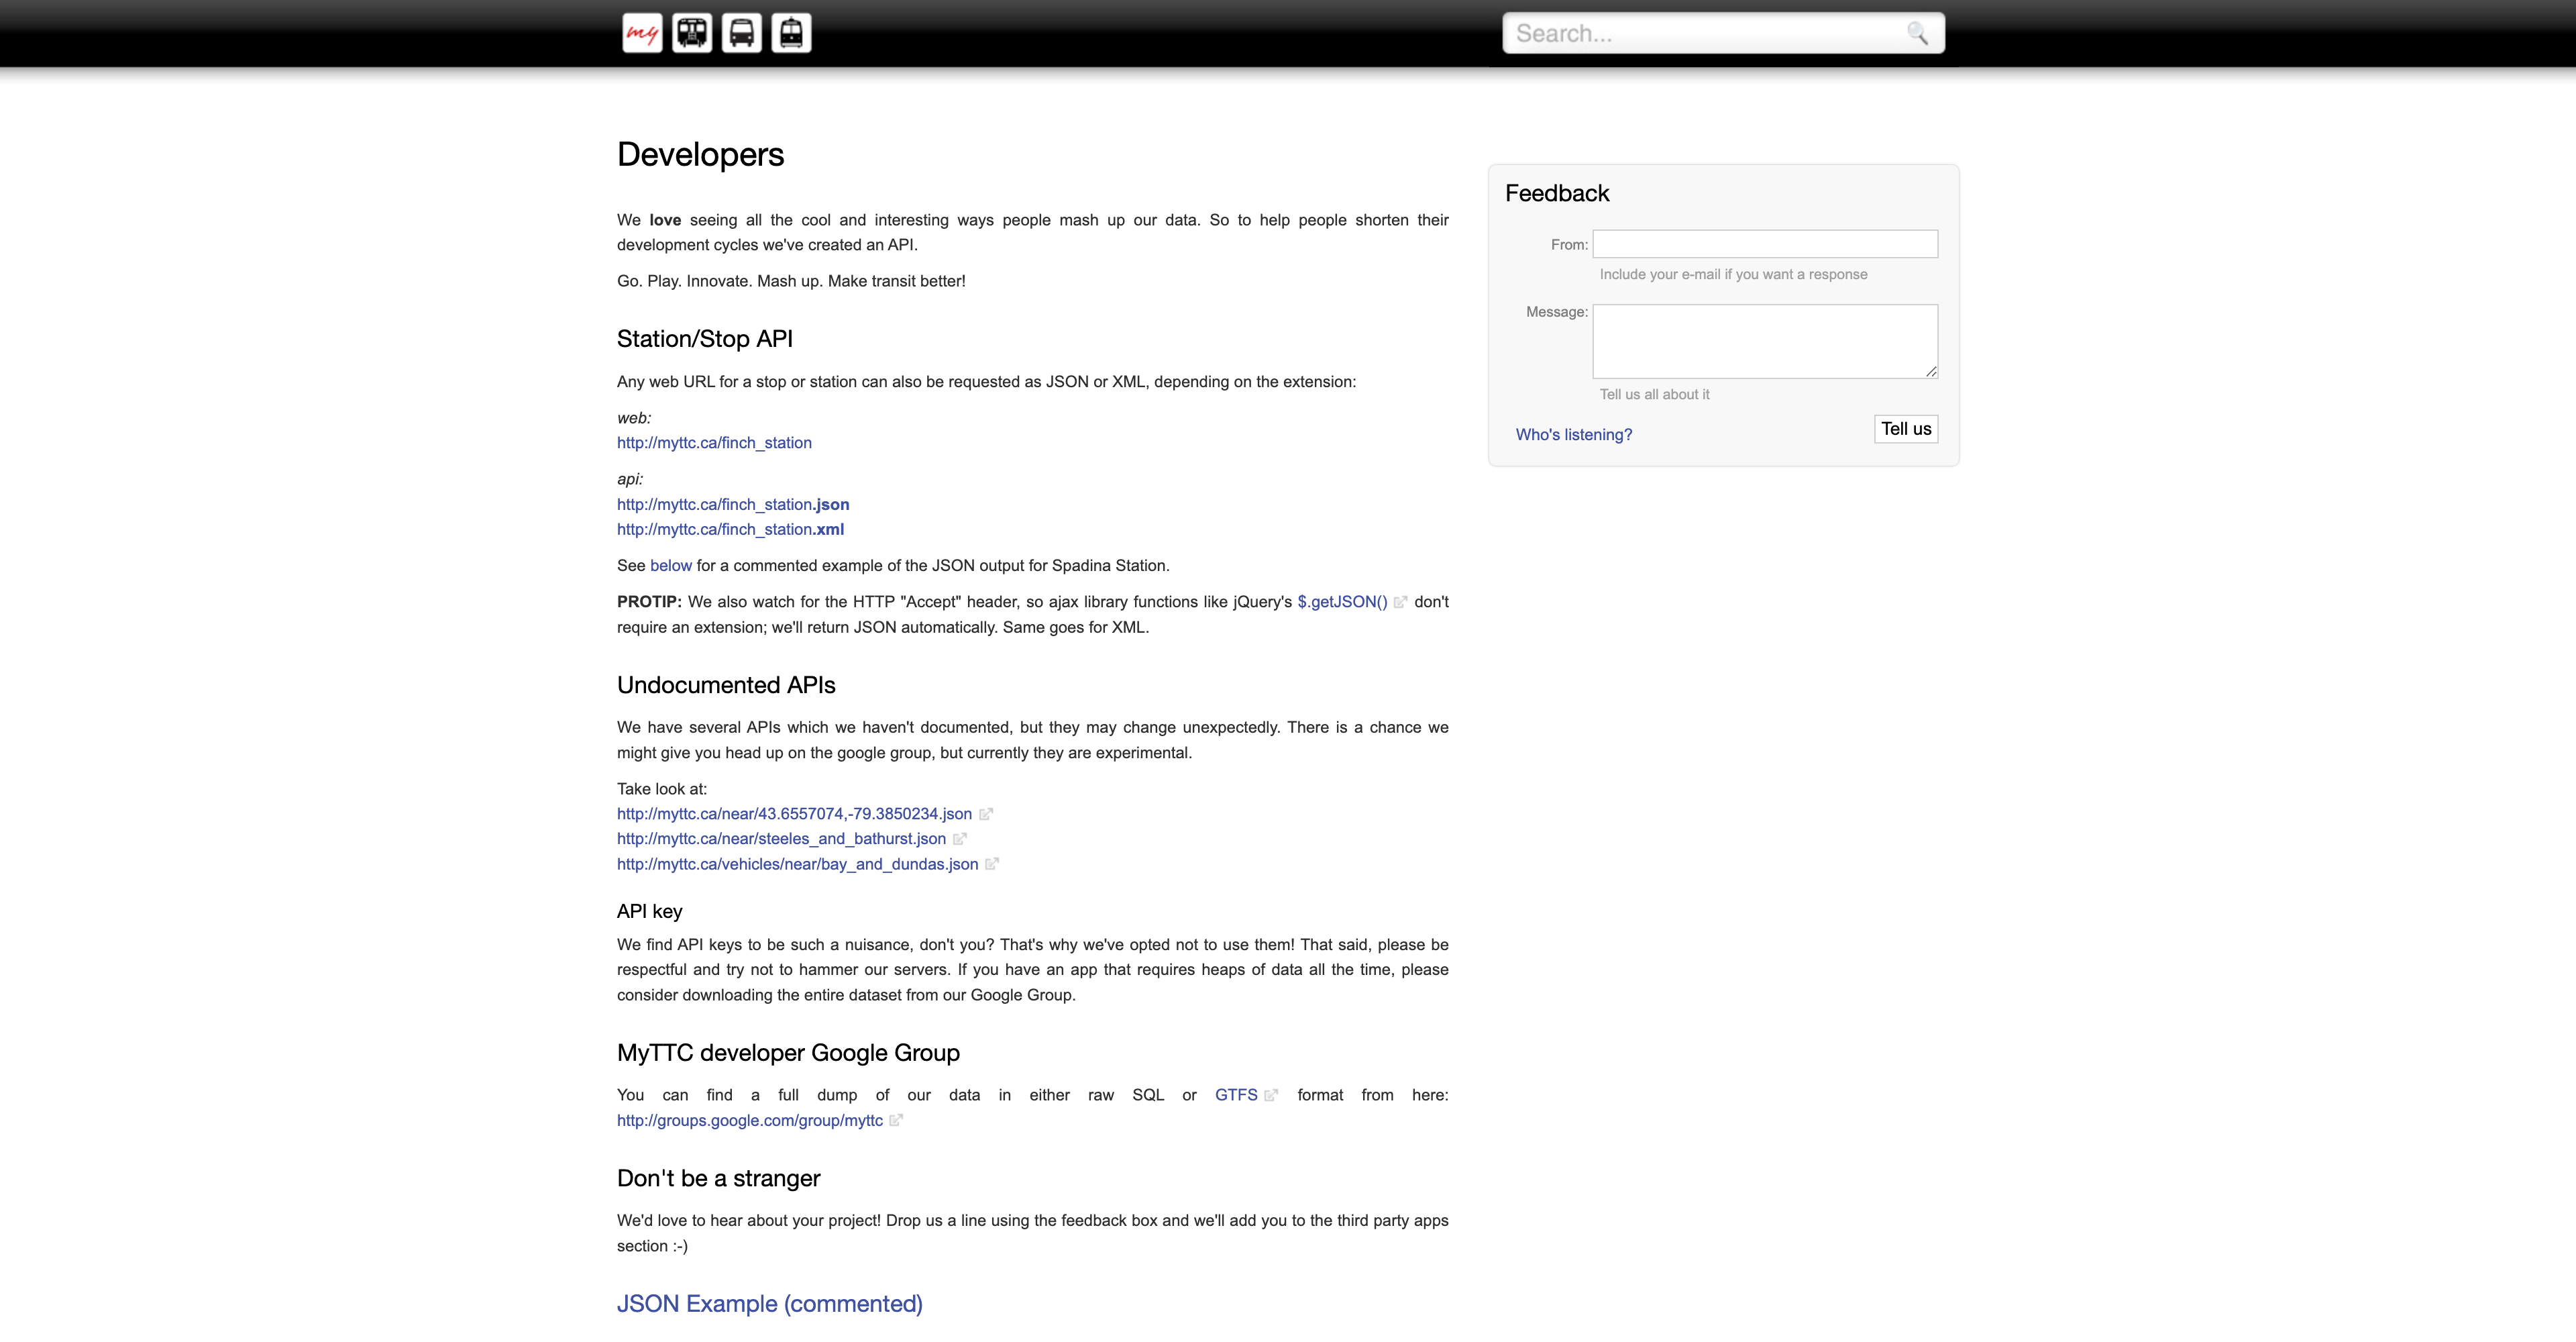 my
Search...
Developers
We love seeing all the cool and interesting ways people mash up our data. So to help people shorten their
development cycles we've created an API.
Go. Play. Innovate. Mash up. Make transit better!
Station/Stop API
Any web URL for a stop or station can also be requested as JSON or XML, depending on the extension:
web:
http://myttc.ca/finch_station
api:
http://myttc.ca/finch_station.json
http://myttc.ca/finch_station.xml
See below for a commented example of the JSON output for Spadina Station.
PROTIP: We also watch for the HTTP "Accept" header, so ajax library functions like jQuery's $.getJSON() don't
require an extension; we'll return JSON automatically. Same goes for XML.
Undocumented APIs
We have several APIs which we haven't documented, but they may change unexpectedly. There is a chance we
might give you head up on the google group, but currently they are experimental.
Take look at:
http://myttc.ca/near/43.6557074,-79.3850234.json
http://myttc.ca/near/steeles_and_bathurst.json
http://myttc.ca/vehicles/near/bay_and_dundas.json
API key
We find API keys to be such a nuisance, don't you? That's why we've opted not to use them! That said, please be
respectful and try not to hammer our servers. If you have an app that requires heaps of data all the time, please
consider downloading the entire dataset from our Google Group.
MyTTC developer Google Group
You can find a full dump of our data in either raw SQL or GTFS format from here:
http://groups.google.com/group/myttc
Don't be a stranger
We'd love to hear about your project! Drop us a line using the feedback box and we'll add you to the third party apps
section :-)
JSON Example (commented)
Feedback
From:
Include your e-mail if you want a response
Message:
Tell us all about it
Who's listening?
Tell us